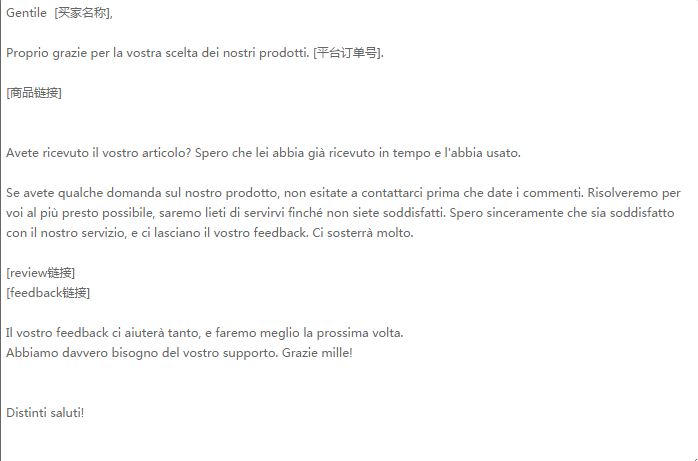 Gentile  [买家名称],
Proprio grazie per la vostra scelta dei nostri prodotti. [平台订单号].
[商品链接]
Avete ricevuto il vostro articolo? Spero che lei abbia già ricevuto in tempo e l'abbia usato.
Se avete qualche domanda sul nostro prodotto, non esitate a contattarci prima che date i commenti. Risolveremo per
voi al più presto possibile, saremo lieti di servirvi finché non siete soddisfatti. Spero sinceramente che sia soddisfatto
con il nostro servizio, e ci lasciano il vostro feedback. Ci sosterrà molto.
[review链接]
[feedback链接]
Il vostro feedback ci aiuterà tanto, e faremo meglio la prossima volta.
Abbiamo davvero bisogno del vostro supporto. Grazie mille!
Distinti saluti!